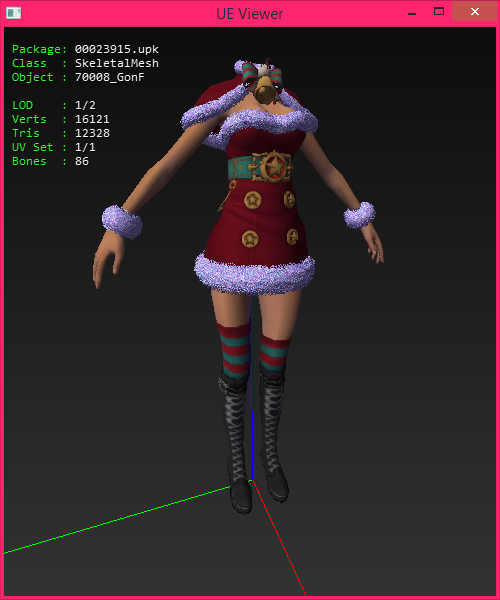 UE Viewer
Package: 00023915.upk
Class : SkeletalMesh
Object : 70008_GonF
LOD : 1/2
Verts : 16121
Tris : 12328
UV Set : 1/1
Bones : 86